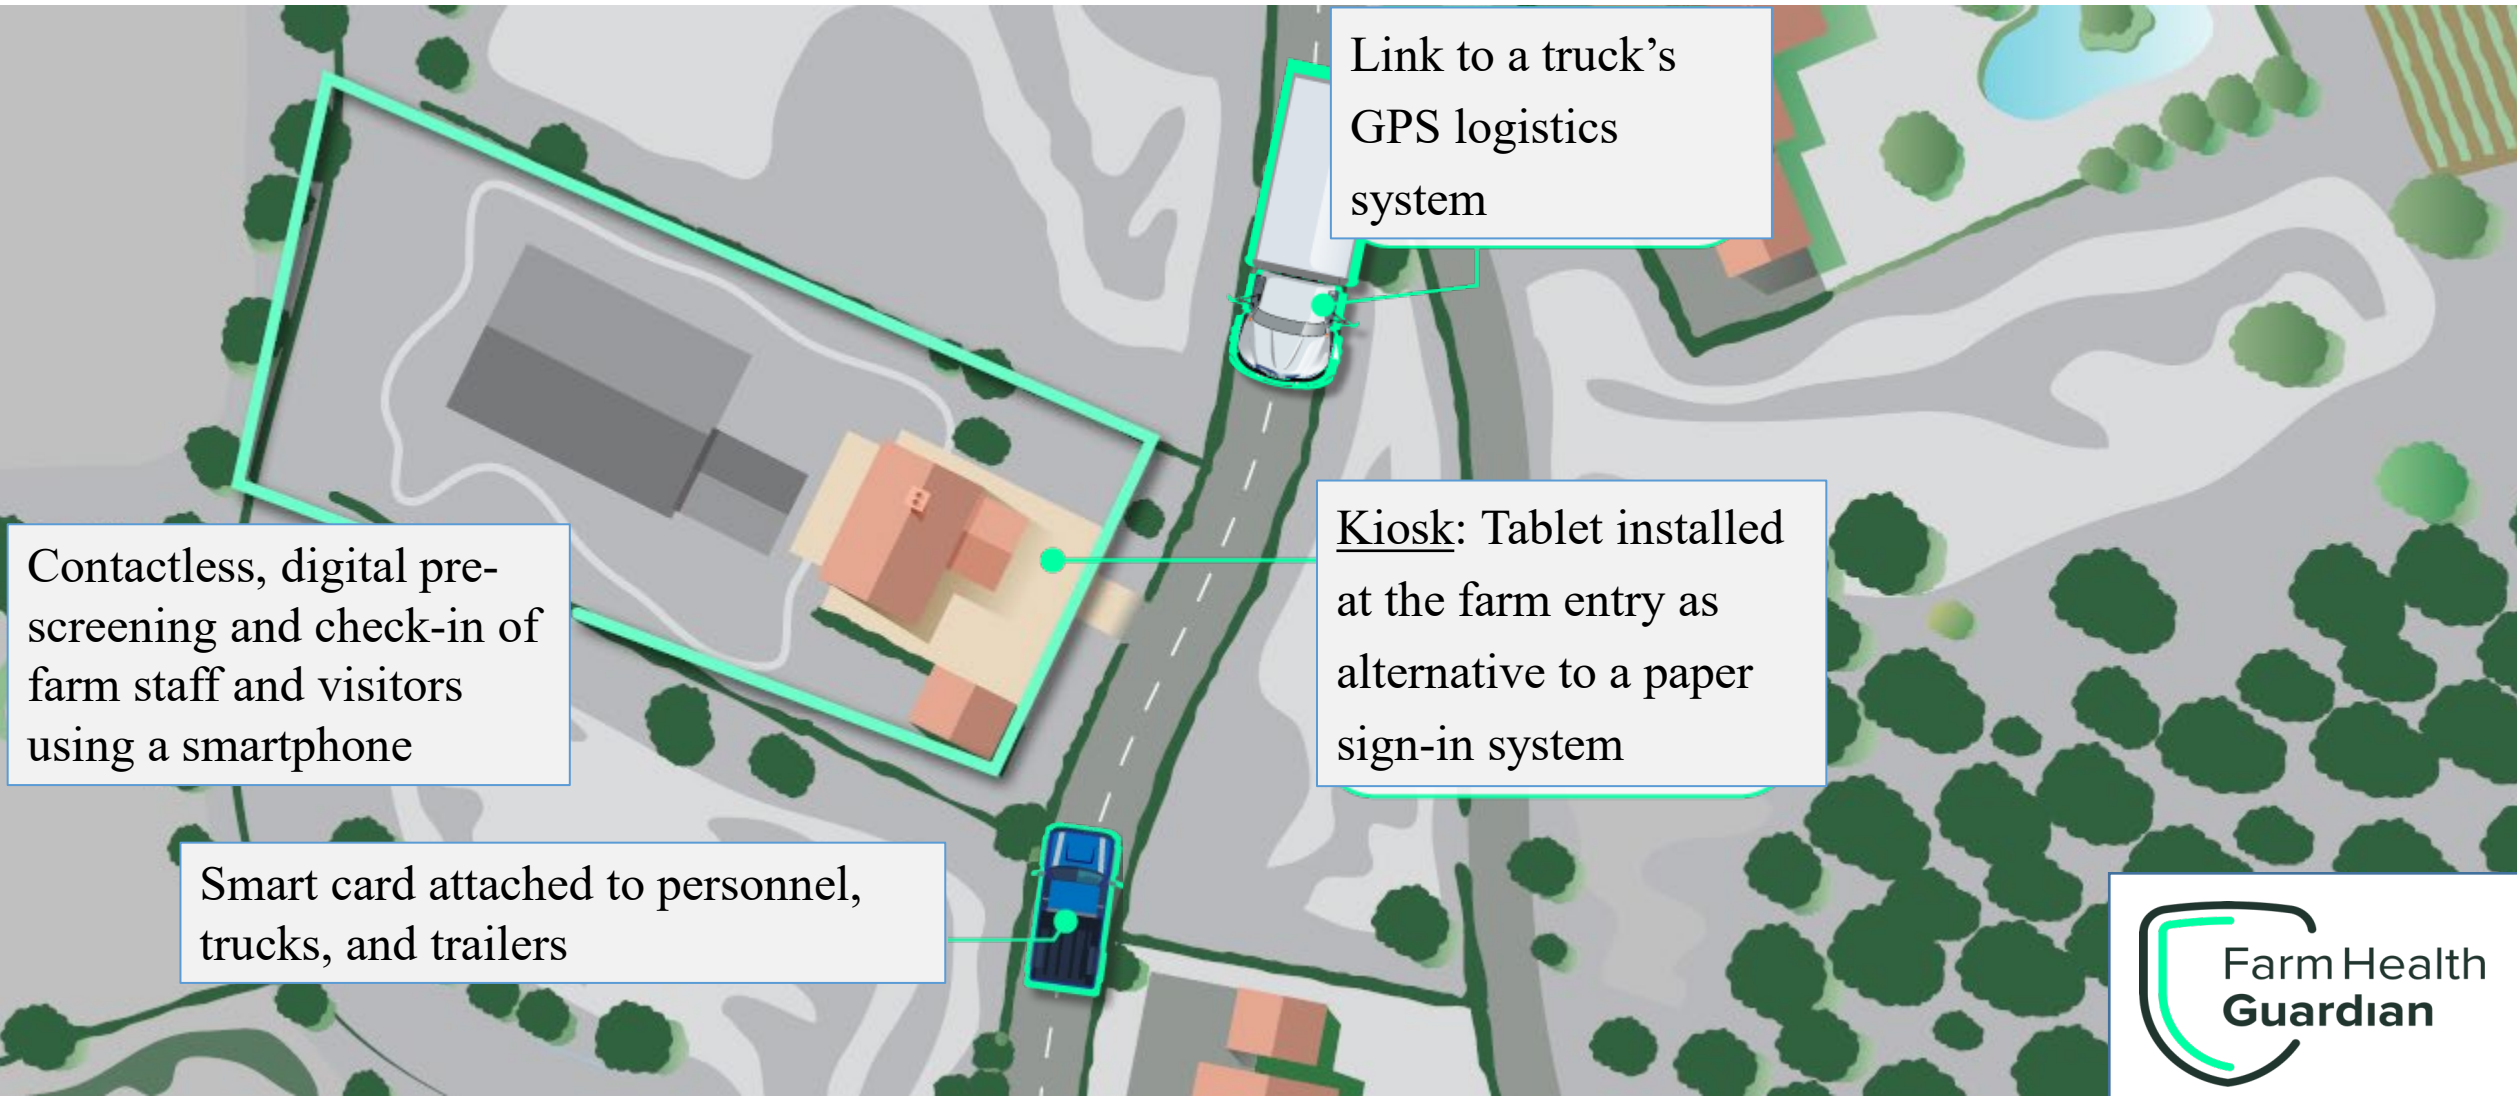 Link to a truck’s
GPS logistics
system
Kiosk: Tablet installed
at the farm entry as
alternative to a paper
sign-in system
Contactless, digital pre-
screening and check-in of
farm staff and visitors
using a smartphone
Smart card attached to personnel,
trucks, and trailers
Farm Health
Guardian